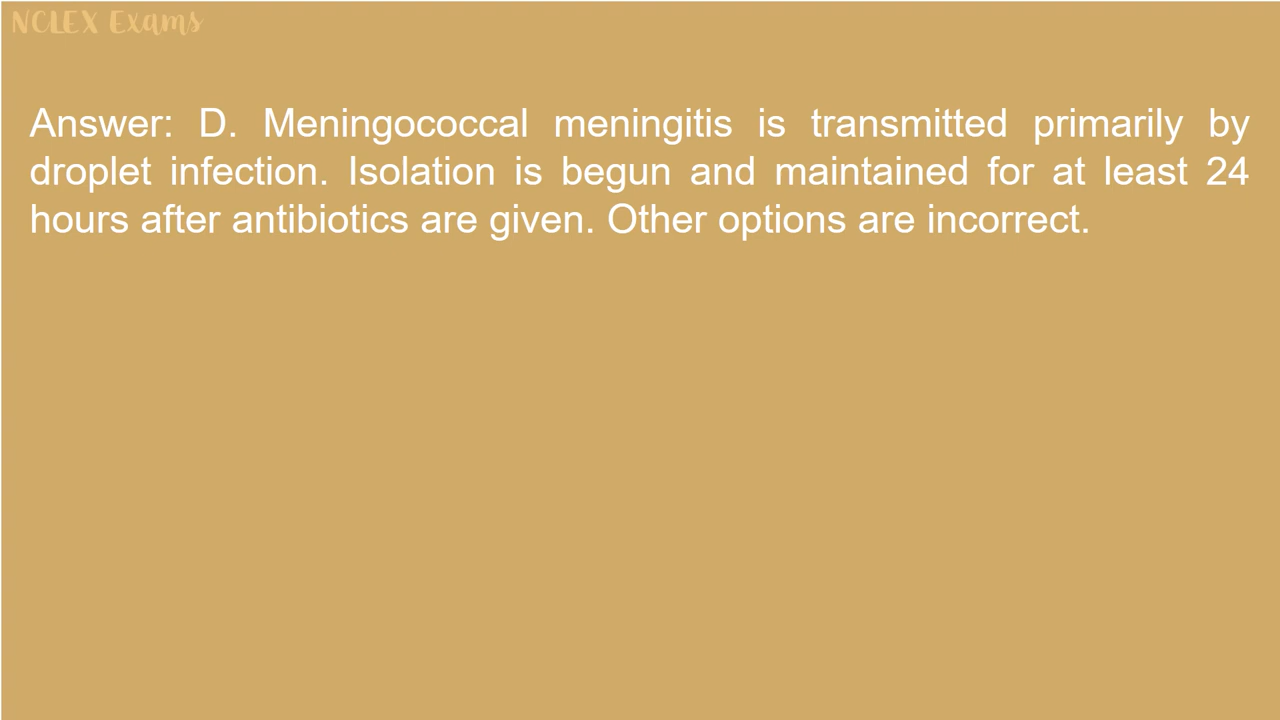 NCLEX Exams
Answer: D. Meningococcal meningitis is transmitted primarily by
droplet infection. Isolation is begun and maintained for at least 24
hours after antibiotics are given. Other options are incorrect.